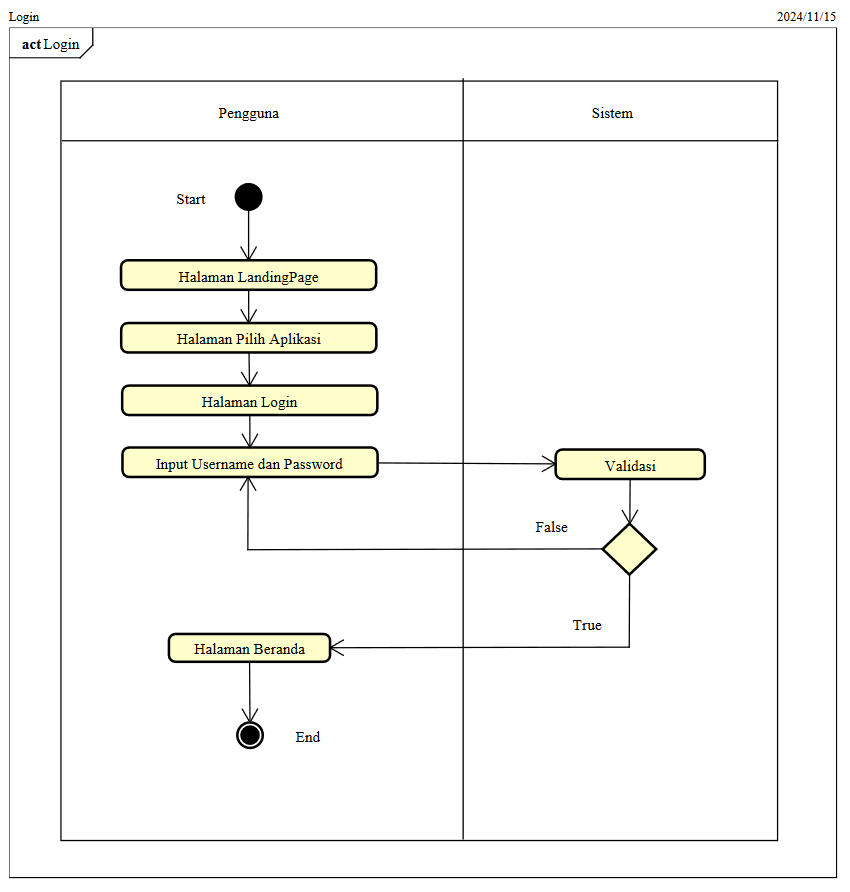 Login
2024/11/15
act Login
Pengguna
Sistem
Start
Halaman LandingPage
Halaman Pilih Aplikasi
Halaman Login
Input Username dan Password
Validasi
False
True
Halaman Beranda
End